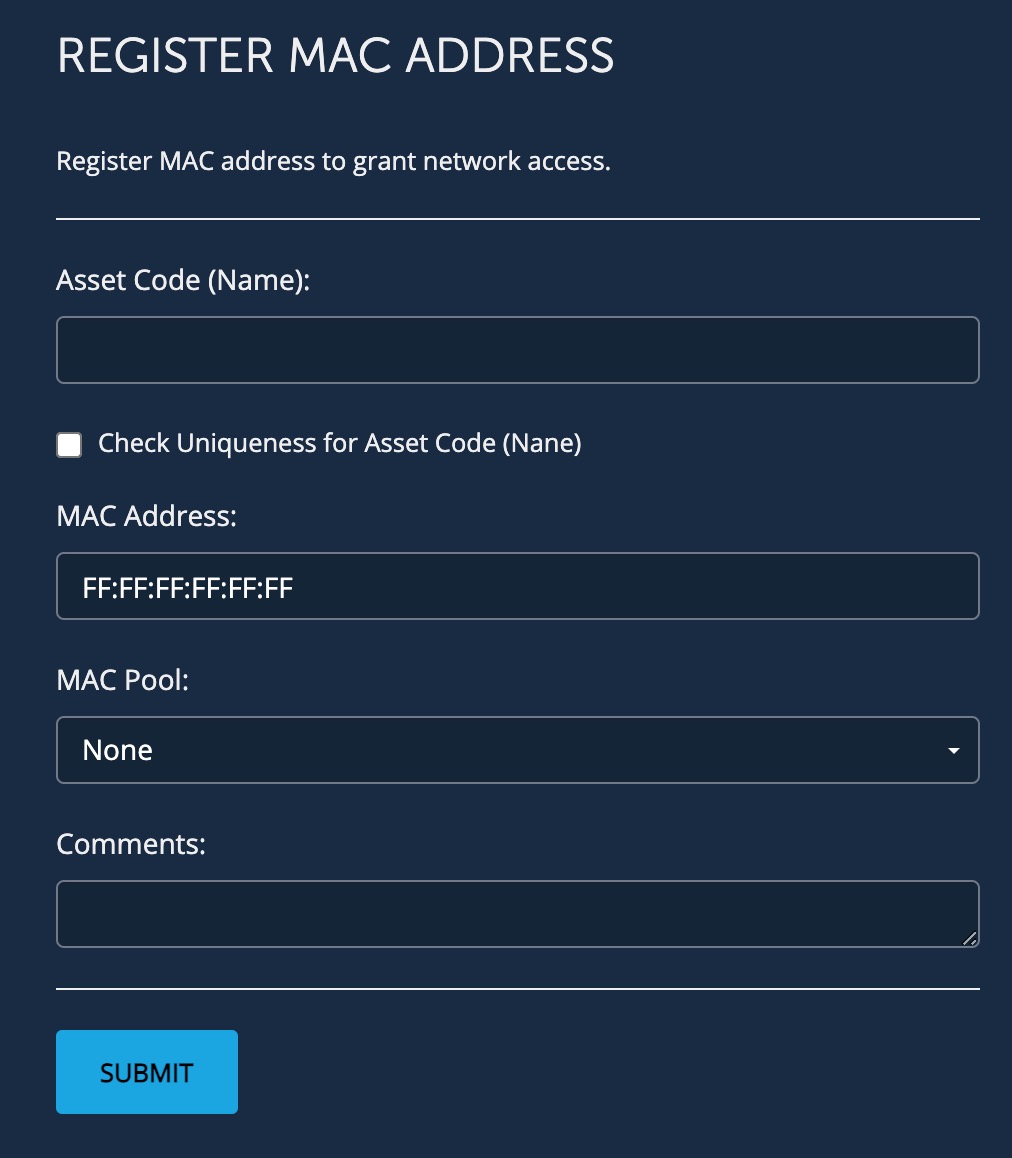 REGISTER MAC ADDRESS
Register MAC address to grant network access.
Asset Code (Name):
Check Uniqueness for Asset Code (Nane)
MAC Address:
FF:FF:FF:FF:FF:FF
MAC Pool:
None
Comments:
SUBMIT